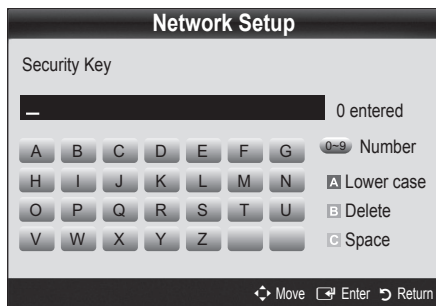 Network Setup
Security Key
_
0 entered
A B C D E F G 0~9 Number
H I J K L M N A Lower case
O P Q R S T U B Delete
V W X Y Z C Space
Move Enter Return